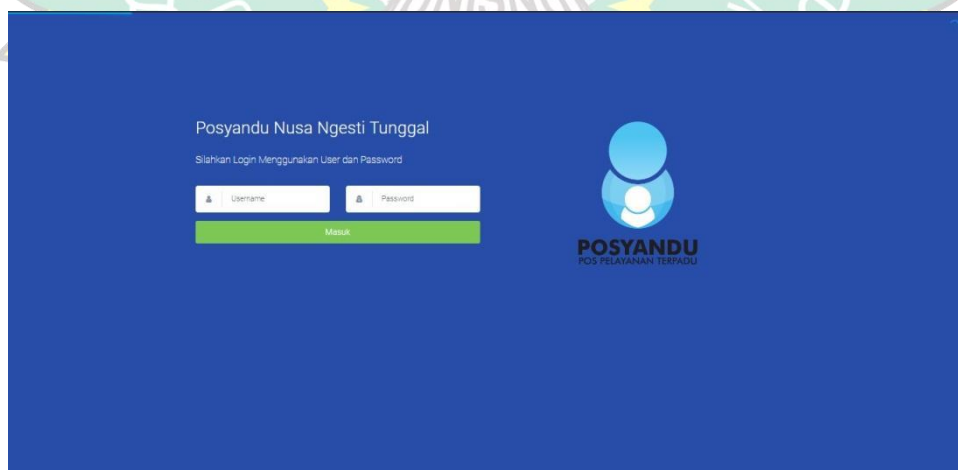 Posyandu Nusa Ngesti Tunggal
Silahkan Login Menggunakan User dan Password
Username
Password
Masuk
POSYANDU
POS PELAYANAN TERPADU